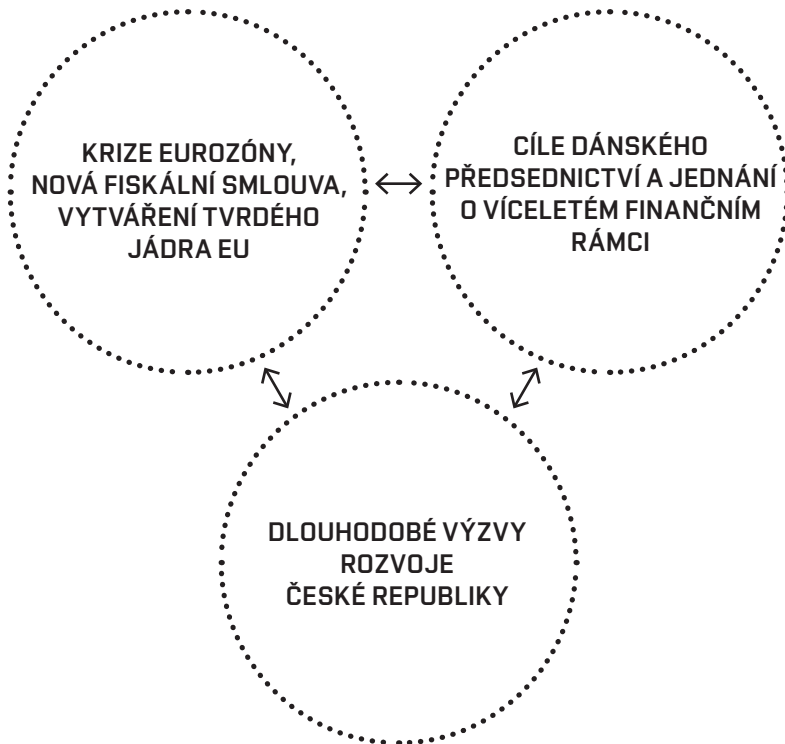 KRIZE EUROZÓNY,
NOVÁ FISKÁLNÍ SMLOUVA,
VYTVÁŘENÍ TVRDÉHO
JÁDRA EU
CÍLE DÁNSKÉHO
PŘEDSEDNICTVÍ A JEDNÁNÍ
O VÍCELETÉM FINANČNÍM
RÁMCI
DLOUHODOBÉ VÝZVY
ROZVOJE
ČESKÉ REPUBLIKY